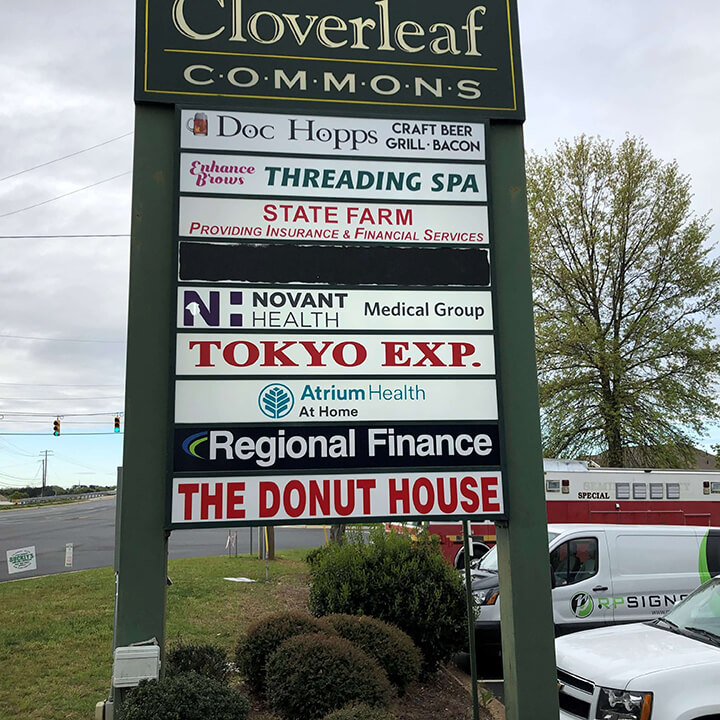 Cloverleaf
C·O·M·M·O·N·S
Doc Hopps CRAFT BEER
GRILL·BACON
Enhance
Brows THREADING SPA
STATE FARM
PROVIDING INSURANCE & FINANCIAL SERVICES
NH NOVANT
HEALTH Medical Group
TOKYO EXP.
Atrium Health
At Home
Regional Finance
THE DONUT HOUSE
SPECIAL
RPSIGNS